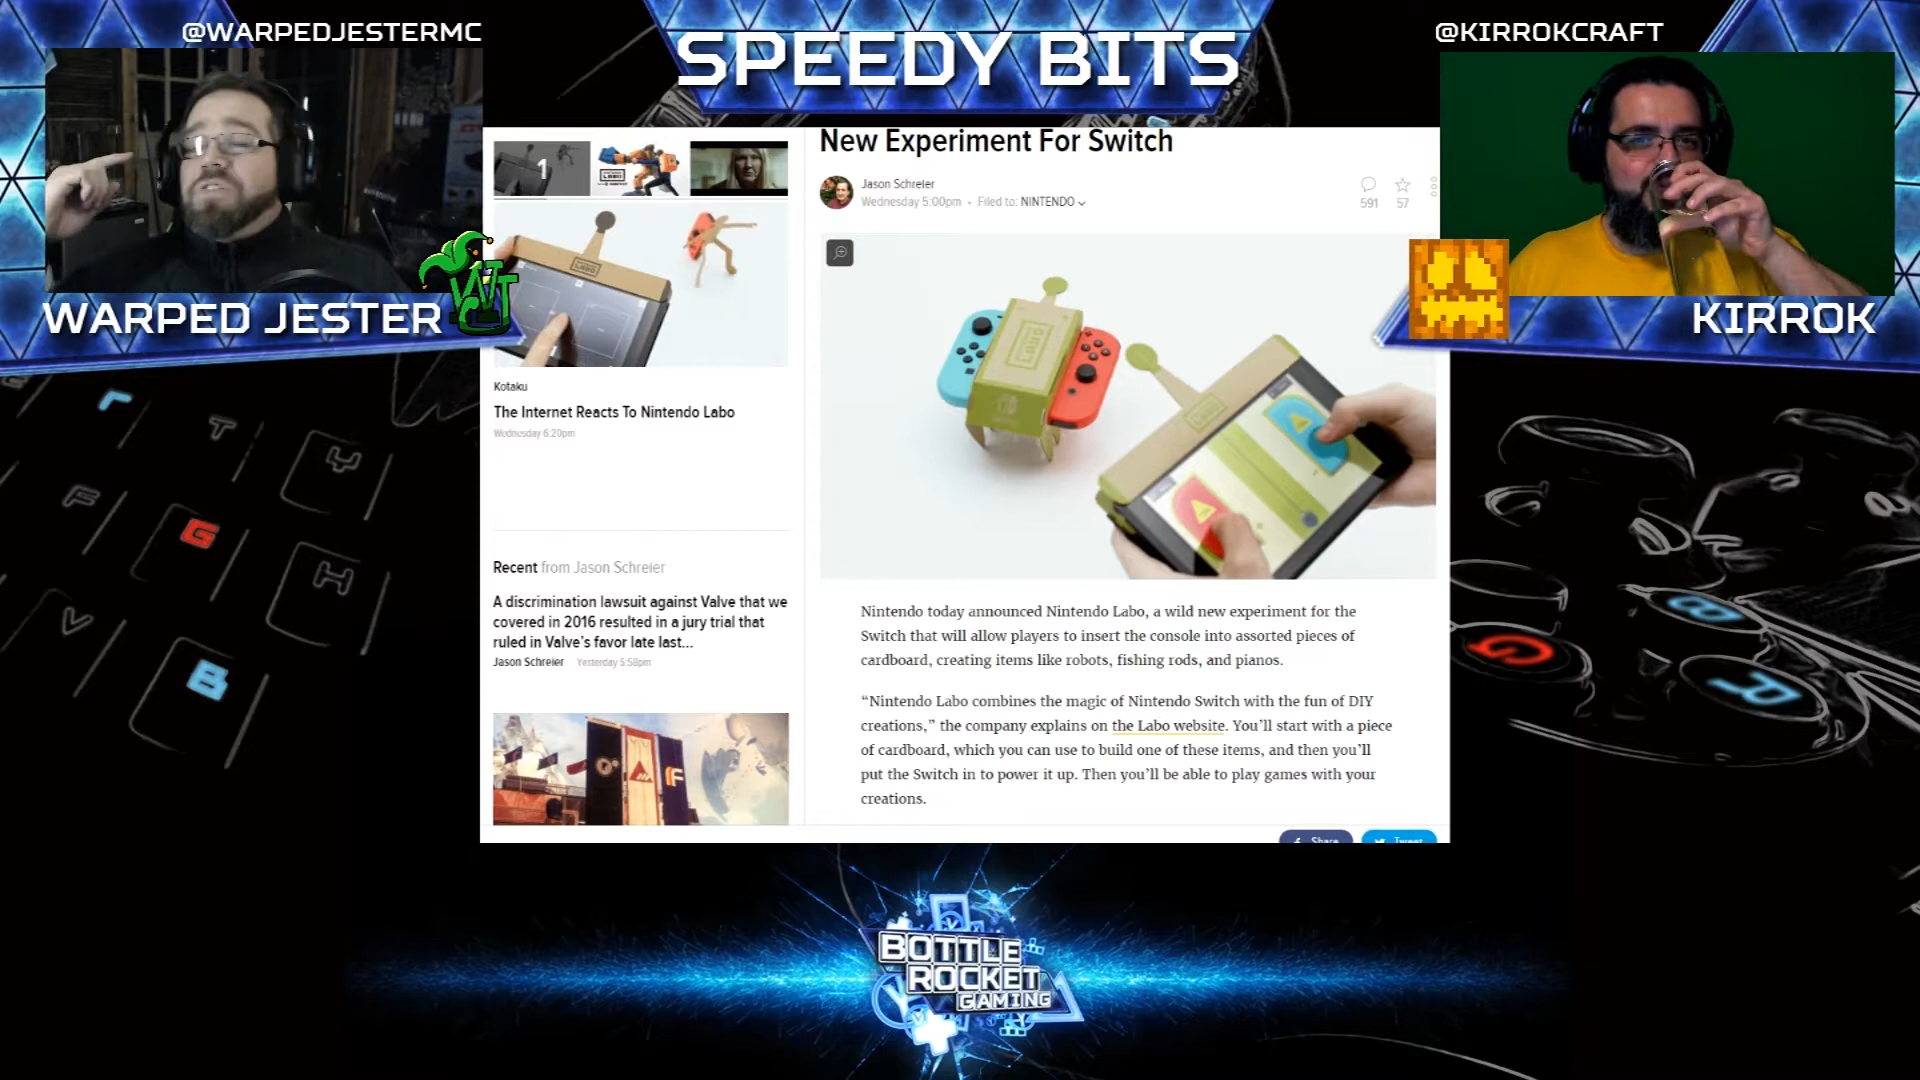 @WARPEDJESTERMC
SPEEDY BITS
@KIRROKCRAFT
WARPED JESTER
WJ
KIRROK
New Experiment For Switch
Jason Schreier
Wednesday 5:00pm • Filed to: NINTENDO
591
57
1
LABO
Kotaku
The Internet Reacts To Nintendo Labo
Wednesday 6:20pm
Recent from Jason Schreier
A discrimination lawsuit against Valve that we
covered in 2016 resulted in a jury trial that
ruled in Valve's favor late last...
Jason Schreier Yesterday 5:58pm
Nintendo today announced Nintendo Labo, a wild new experiment for the
Switch that will allow players to insert the console into assorted pieces of
cardboard, creating items like robots, fishing rods, and pianos.
“Nintendo Labo combines the magic of Nintendo Switch with the fun of DIY
creations,” the company explains on the Labo website. You’ll start with a piece
of cardboard, which you can use to build one of these items, and then you’ll
put the Switch in to power it up. Then you’ll be able to play games with your
creations.
Share
Tweet
r T Y
F G H
V B
B
G R
BOTTLE
ROCKET
GAMING